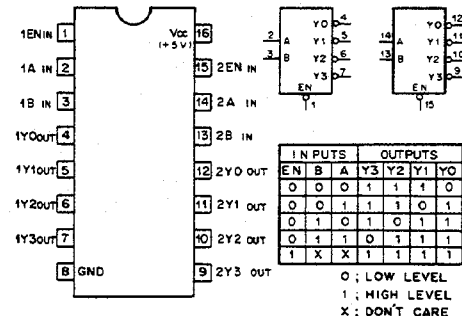 1EN IN 1
1A IN 2
1B IN 3
1Y0 OUT 4
1Y1 OUT 5
1Y2 OUT 6
1Y3 OUT 7
8 GND
Vcc 16
(+5V)
15 2EN IN
14 2A IN
13 2B IN
12 2Y0 OUT
11 2Y1 OUT
10 2Y2 OUT
9 2Y3 OUT
2 A Y0 4
3 B Y1 5
Y2 6
Y3 7
EN
1
14 A Y0 12
13 B Y1 11
Y2 10
Y3 9
EN
15
INPUTS OUTPUTS
EN B A Y3 Y2 Y1 Y0
0 0 0 1 1 1 0
0 0 1 1 1 0 1
0 1 0 1 0 1 1
0 1 1 0 1 1 1
1 X X 1 1 1 1
0 ; LOW LEVEL
1 ; HIGH LEVEL
X ; DON'T CARE